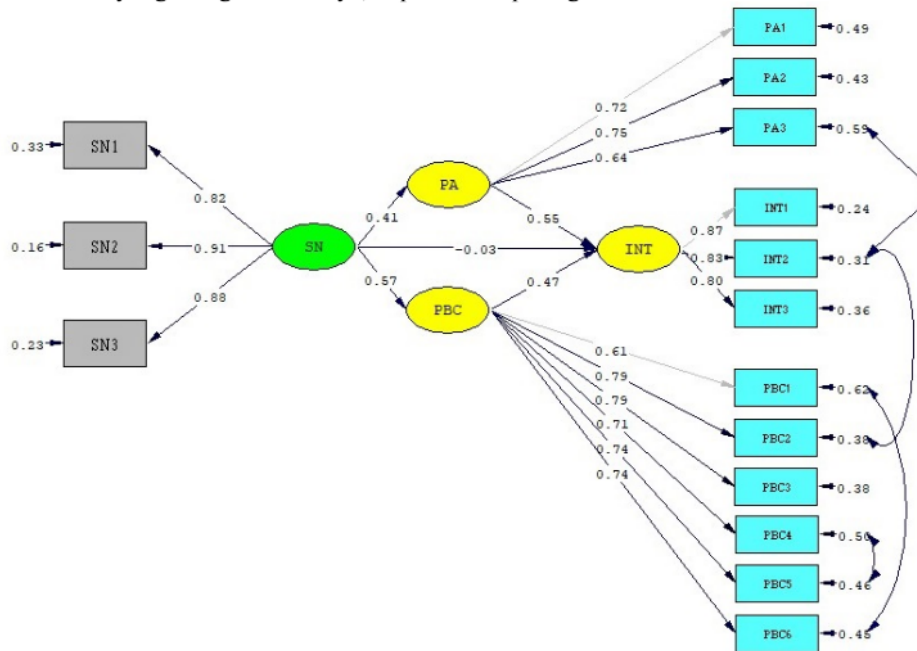 PA1 0.49
0.72
PA2 0.43
0.75
PA3 0.59
0.64
0.33 SN1
0.82
PA
0.41
0.55
INT1 0.24
0.87
0.16 SN2 0.91 SN -0.03 INT 0.83 INT2 0.31
0.57
0.47
0.80
0.88
PBC
INT3 0.36
0.23 SN3
0.61
PBC1 0.62
0.79
0.79
0.71
0.74
0.74
PBC2 0.38
PBC3 0.38
PBC4 0.50
PBC5 0.46
PBC6 0.45